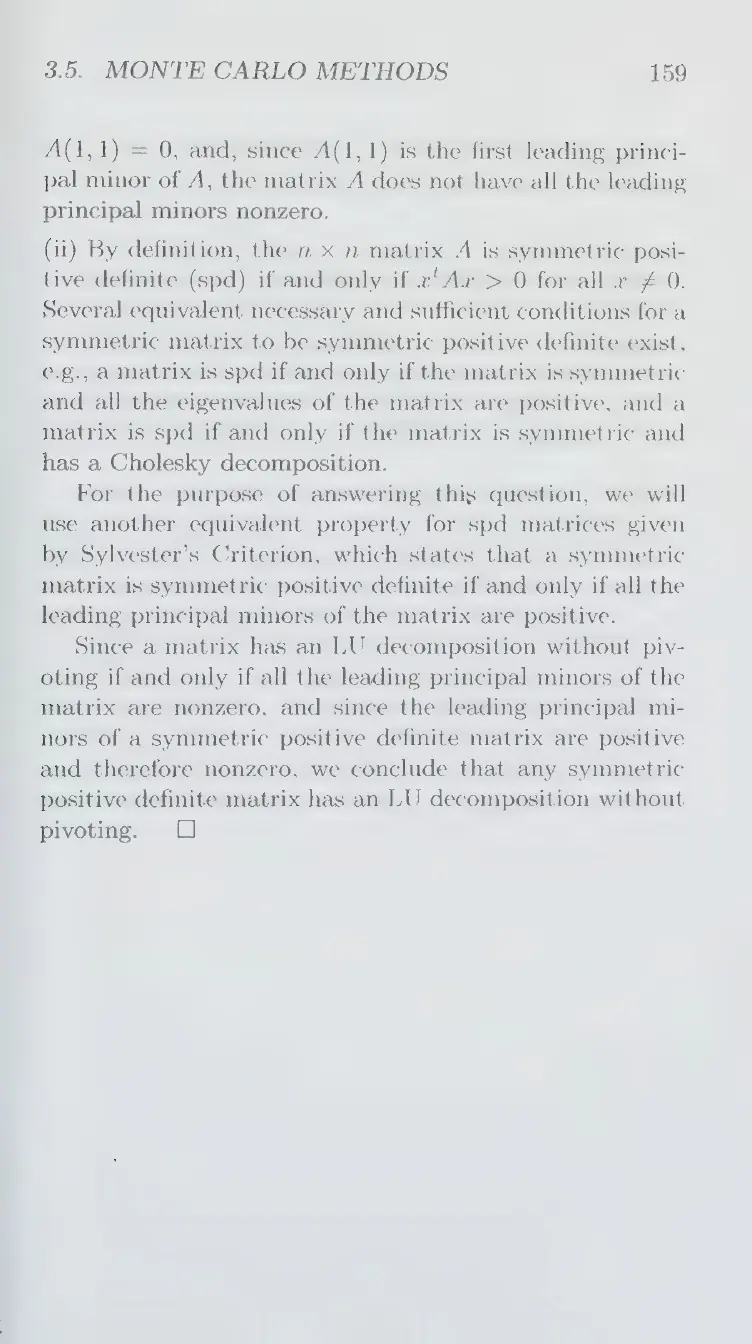 3.5. MONTE CARLO METHODS 159
A(1, 1) = 0, and, since A(1, 1) is the first leading princi-
pal minor of A, the matrix A does not have all the leading
principal minors nonzero.
(ii) By definition, the n × n matrix A is symmetric posi-
tive definite (spd) if and only if xᵗAx > 0 for all x ≠ 0.
Several equivalent necessary and sufficient conditions for a
symmetric matrix to be symmetric positive definite exist,
e.g., a matrix is spd if and only if the matrix is symmetric
and all the eigenvalues of the matrix are positive, and a
matrix is spd if and only if the matrix is symmetric and
has a Cholesky decomposition.
For the purpose of answering this question, we will
use another equivalent property for spd matrices given
by Sylvester's Criterion, which states that a symmetric
matrix is symmetric positive definite if and only if all the
leading principal minors of the matrix are positive.
Since a matrix has an LU decomposition without piv-
oting if and only if all the leading principal minors of the
matrix are nonzero, and since the leading principal mi-
nors of a symmetric positive definite matrix are positive
and therefore nonzero, we conclude that any symmetric
positive definite matrix has an LU decomposition without
pivoting. □